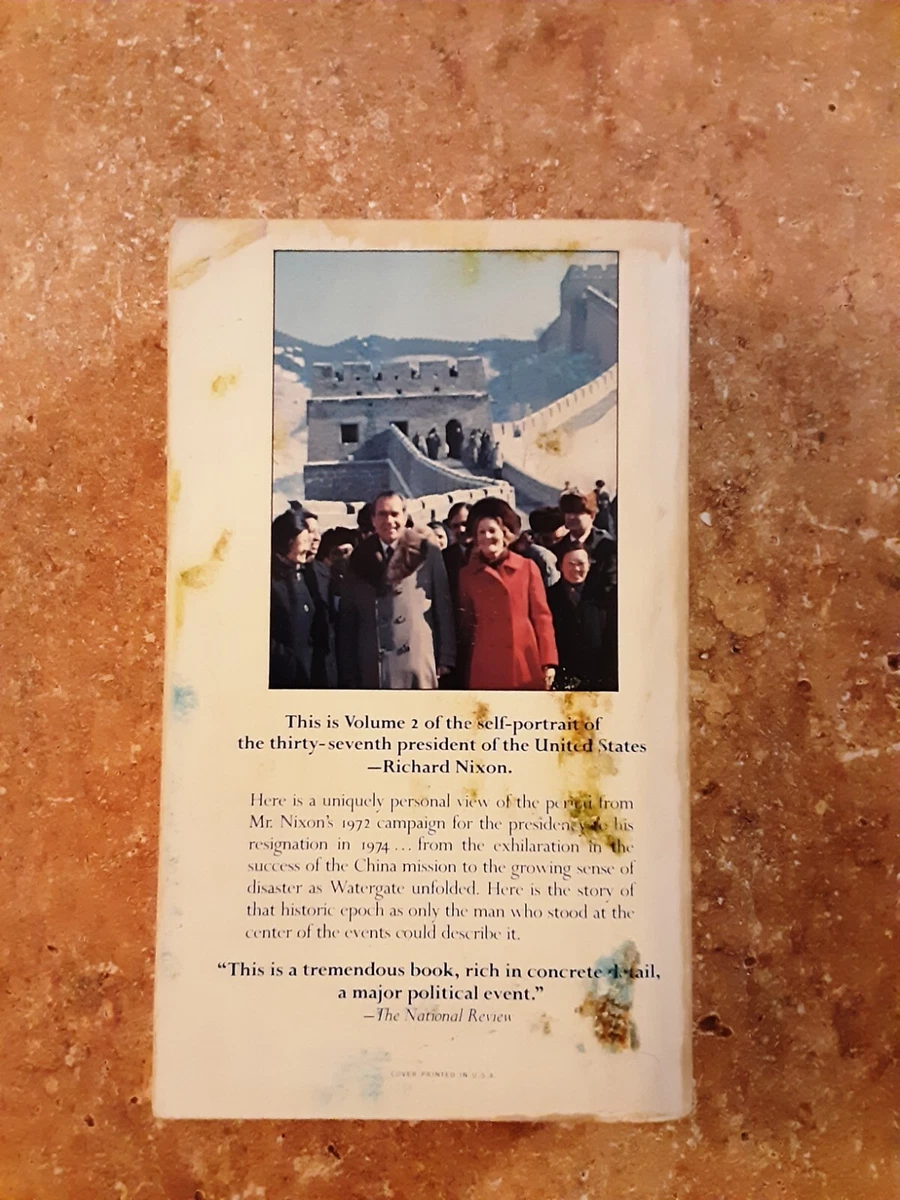 This is Volume 2 of the self-portrait of
the thirty-seventh president of the United States
—Richard Nixon.
Here is a uniquely personal view of the period from
Mr. Nixon's 1972 campaign for the presidency to his
resignation in 1974 ... from the exhilaration in the
success of the China mission to the growing sense of
disaster as Watergate unfolded. Here is the story of
that historic epoch as only the man who stood at the
center of the events could describe it.
“This is a tremendous book, rich in concrete detail,
a major political event.”
—The National Review
COVER PRINTED IN U.S.A.